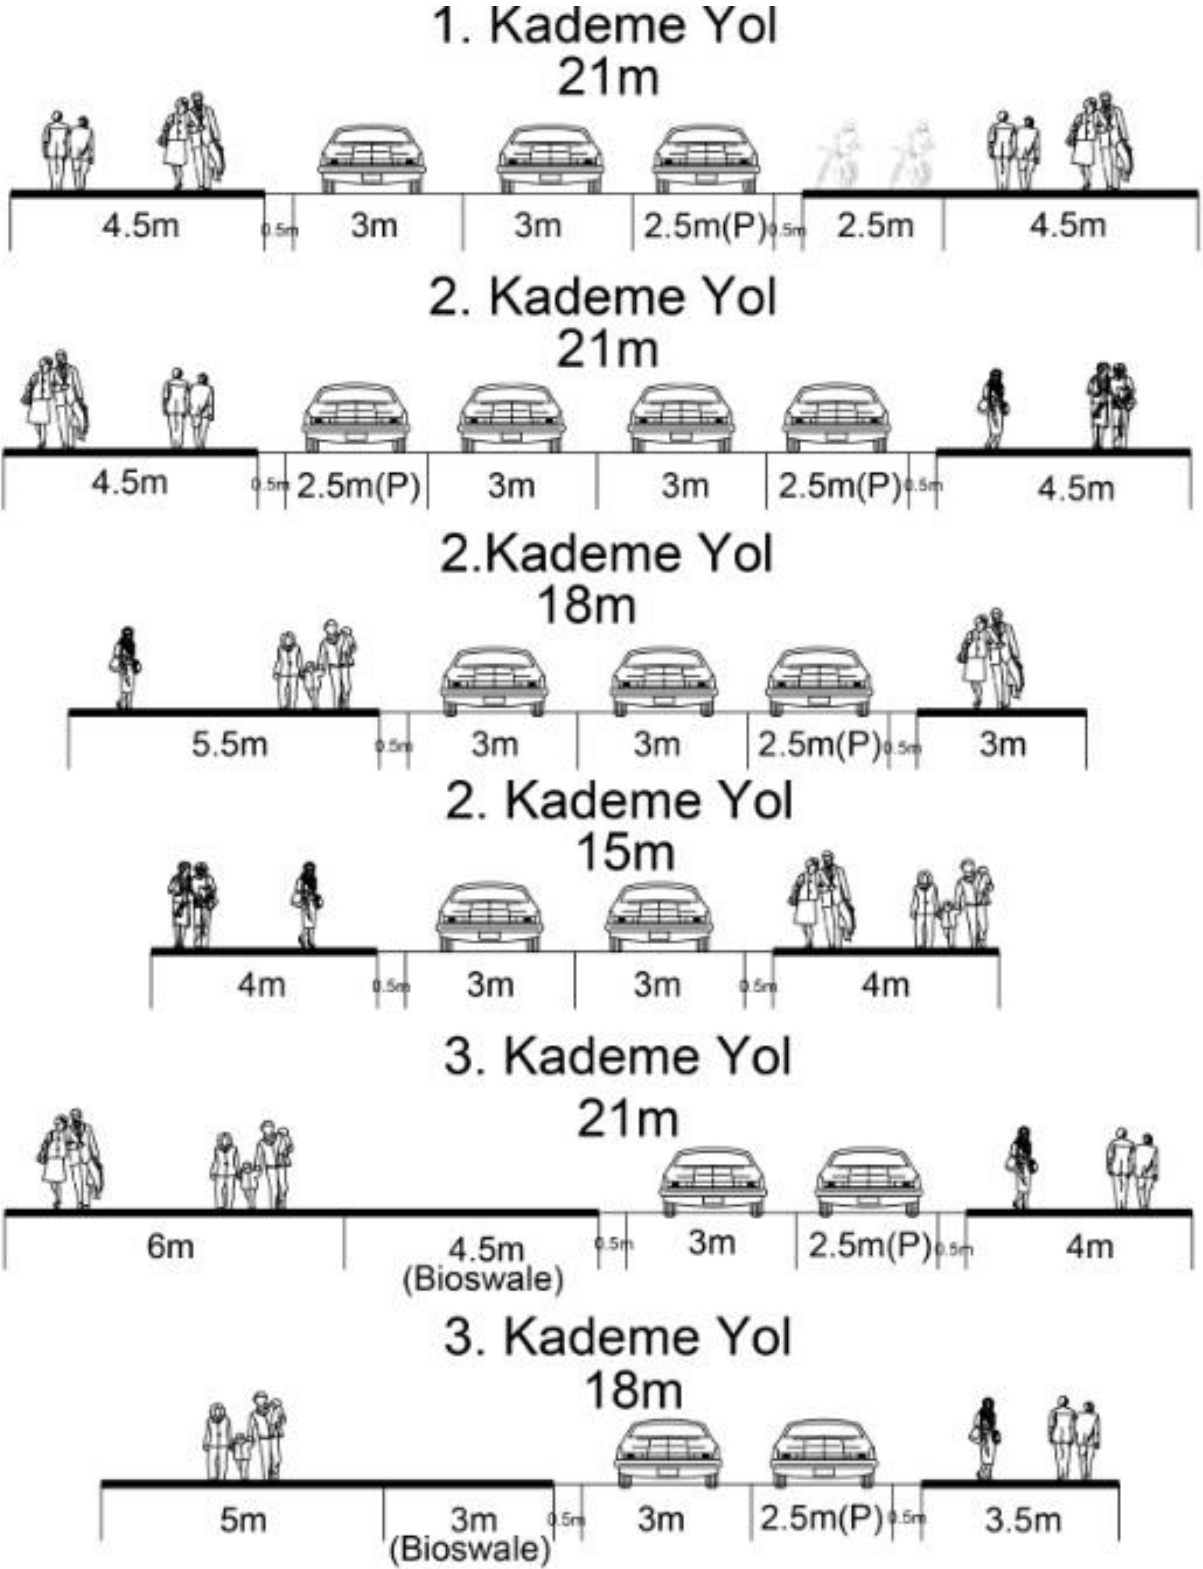 1. Kademe Yol
21m
4.5m 0.5m 3m 3m 2.5m(P) 0.5m 2.5m 4.5m
2. Kademe Yol
21m
4.5m 0.5m 2.5m(P) 3m 3m 2.5m(P) 0.5m 4.5m
2.Kademe Yol
18m
5.5m 0.5m 3m 3m 2.5m(P) 0.5m 3m
2. Kademe Yol
15m
4m 0.5m 3m 3m 0.5m 4m
3. Kademe Yol
21m
6m 4.5m 0.5m 3m 2.5m(P) 0.5m 4m
(Bioswale)
3. Kademe Yol
18m
5m 3m 0.5m 3m 2.5m(P) 0.5m 3.5m
(Bioswale)